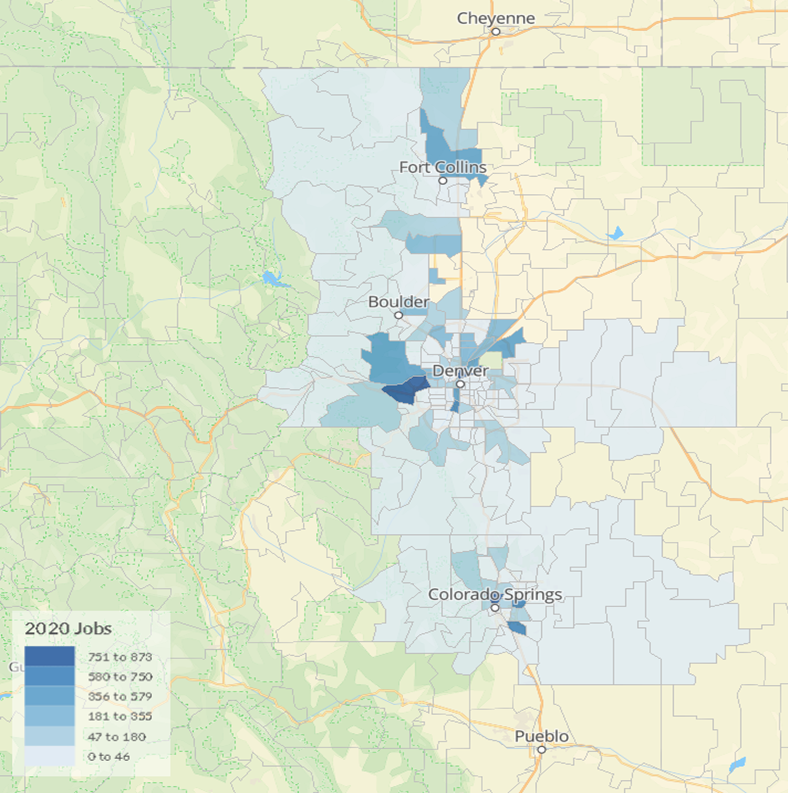 Cheyenne
Fort Collins
Boulder
Denver
Colorado Springs
2020 Jobs
751 to 873
580 to 750
356 to 579
181 to 355
47 to 180
0 to 46
Gu
Pueblo